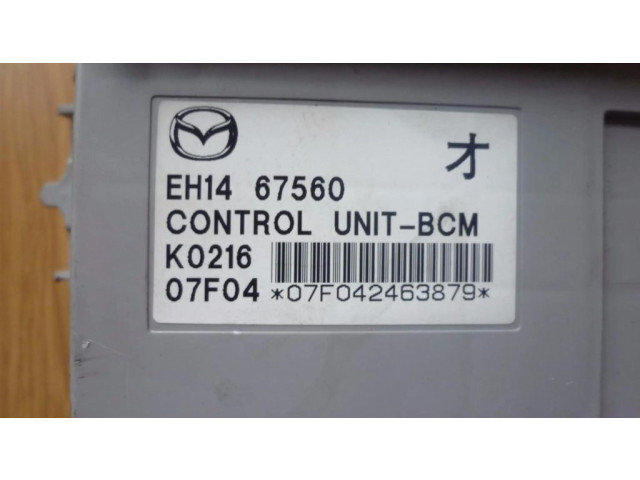 オ
EH14 67560
CONTROL UNIT-BCM
K0216
07F04 *07F042463879*